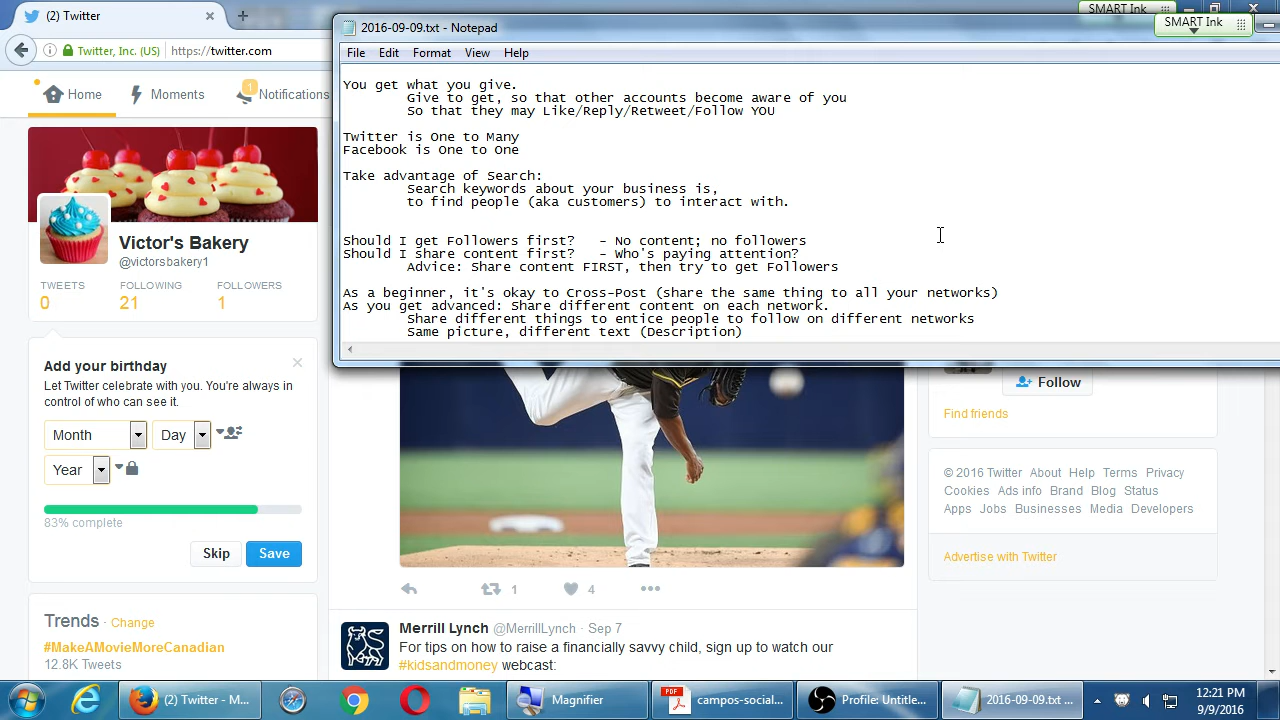 (2) Twitter
SMART Ink
SMART Ink
2016-09-09.txt - Notepad
Twitter, Inc. (US)
https://twitter.com
File Edit Format View Help
Home
Moments
1
Notifications
You get what you give.
Give to get, so that other accounts become aware of you
So that they may Like/Reply/Retweet/Follow YOU
Twitter is One to Many
Facebook is One to One
Take advantage of Search:
Search keywords about your business is,
to find people (aka customers) to interact with.
Should I get Followers first? - No content; no followers
Should I share content first? - Who's paying attention?
Advice: Share content FIRST, then try to get Followers
As a beginner, it's okay to Cross-Post (share the same thing to all your networks)
As you get advanced: Share different content on each network.
Share different things to entice people to follow on different networks
Same picture, different text (Description)
Victor's Bakery
@victorsbakery1
TWEETS FOLLOWING FOLLOWERS
0 21 1
Add your birthday
Let Twitter celebrate with you. You're always in
control of who can see it.
Month Day
Year
83% complete
Skip Save
Trends · Change
#MakeAMovieMoreCanadian
12.8K Tweets
1 4
Merrill Lynch @MerrillLynch · Sep 7
For tips on how to raise a financially savvy child, sign up to watch our
#kidsandmoney webcast:
Follow
Find friends
© 2016 Twitter About Help Terms Privacy
Cookies Ads info Brand Blog Status
Apps Jobs Businesses Media Developers
Advertise with Twitter
(2) Twitter - M...
Magnifier
PDF
campos-social...
Profile: Untitle...
2016-09-09.txt ...
12:21 PM
9/9/2016